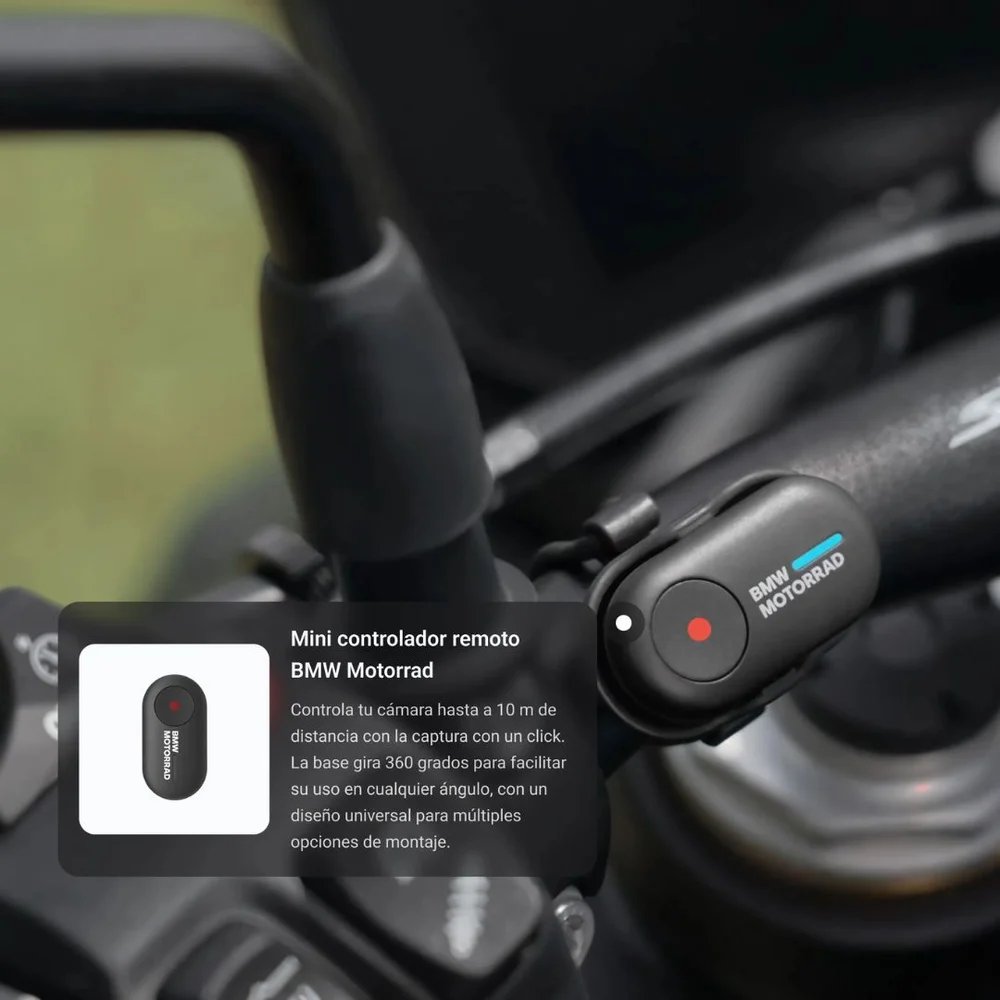 BMW
MOTORRAD
Mini controlador remoto
BMW Motorrad
Controla tu cámara hasta a 10 m de
distancia con la captura con un click.
La base gira 360 grados para facilitar
su uso en cualquier ángulo, con un
diseño universal para múltiples
opciones de montaje.
BMW
MOTORRAD